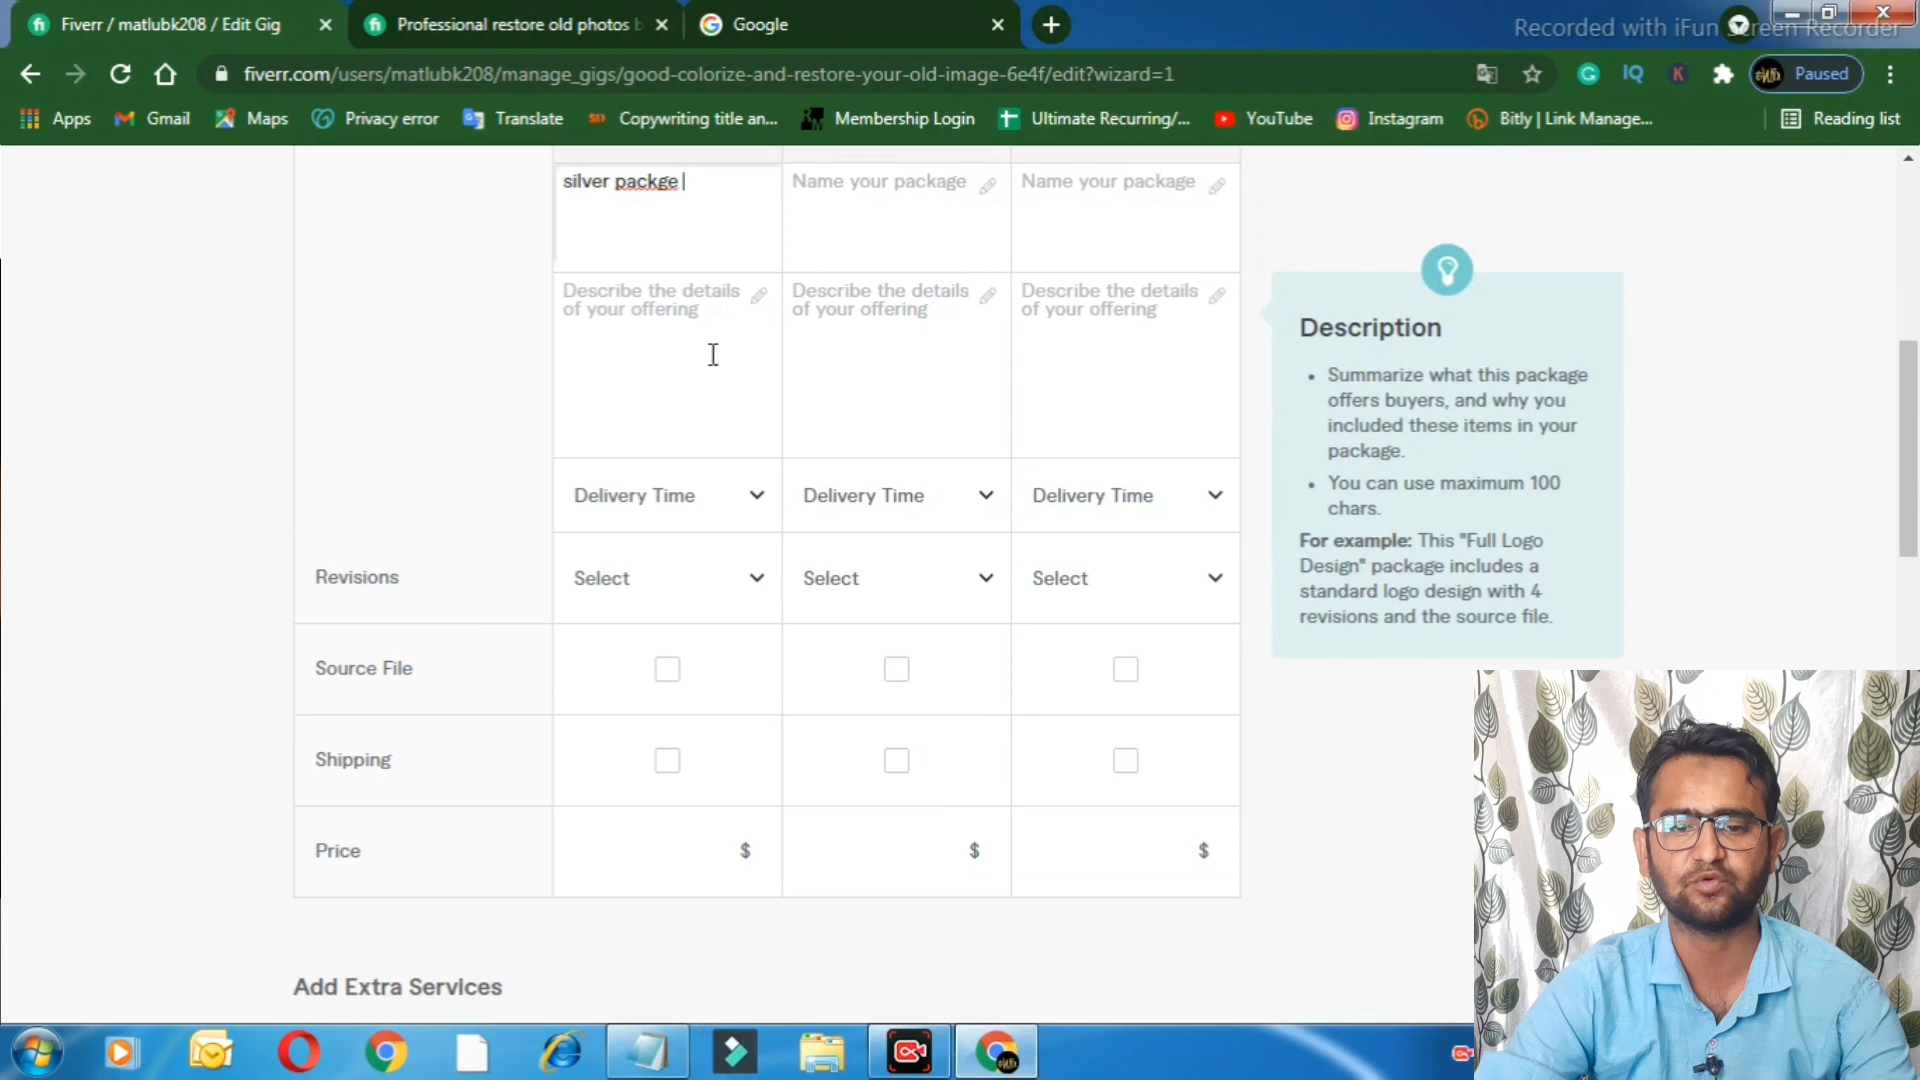 Fiverr / matlubk208 / Edit Gig
Professional restore old photos b
Google
Recorded with iFun Screen Recorder
fiverr.com/users/matlubk208/manage_gigs/good-colorize-and-restore-your-old-image-6e4f/edit?wizard=1
IQ
K
Paused
Apps
Gmail
Maps
Privacy error
Translate
Copywriting title an...
Membership Login
Ultimate Recurring/...
YouTube
Instagram
Bitly | Link Manage...
Reading list
silver packge
Name your package
Name your package
Describe the details
of your offering
Describe the details
of your offering
Describe the details
of your offering
Description
Summarize what this package
offers buyers, and why you
included these items in your
package.
You can use maximum 100
chars.
For example: This "Full Logo
Design" package includes a
standard logo design with 4
revisions and the source file.
Delivery Time
Delivery Time
Delivery Time
Revisions
Select
Select
Select
Source File
Shipping
Price
$
$
$
Add Extra Services